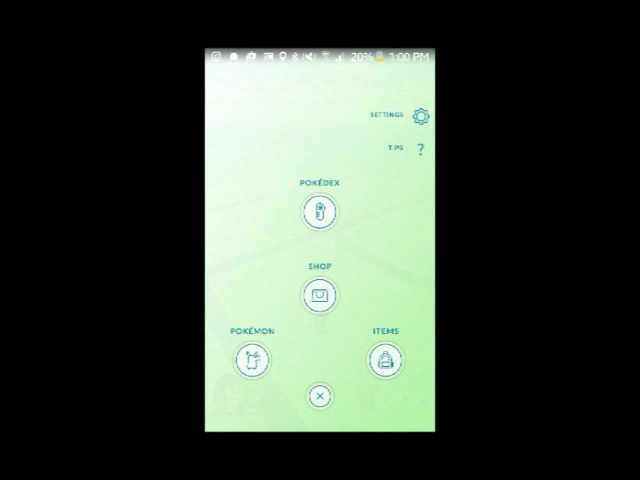 20% 1:00 PM
SETTINGS
TIPS ?
POKÉDEX
SHOP
POKÉMON
ITEMS